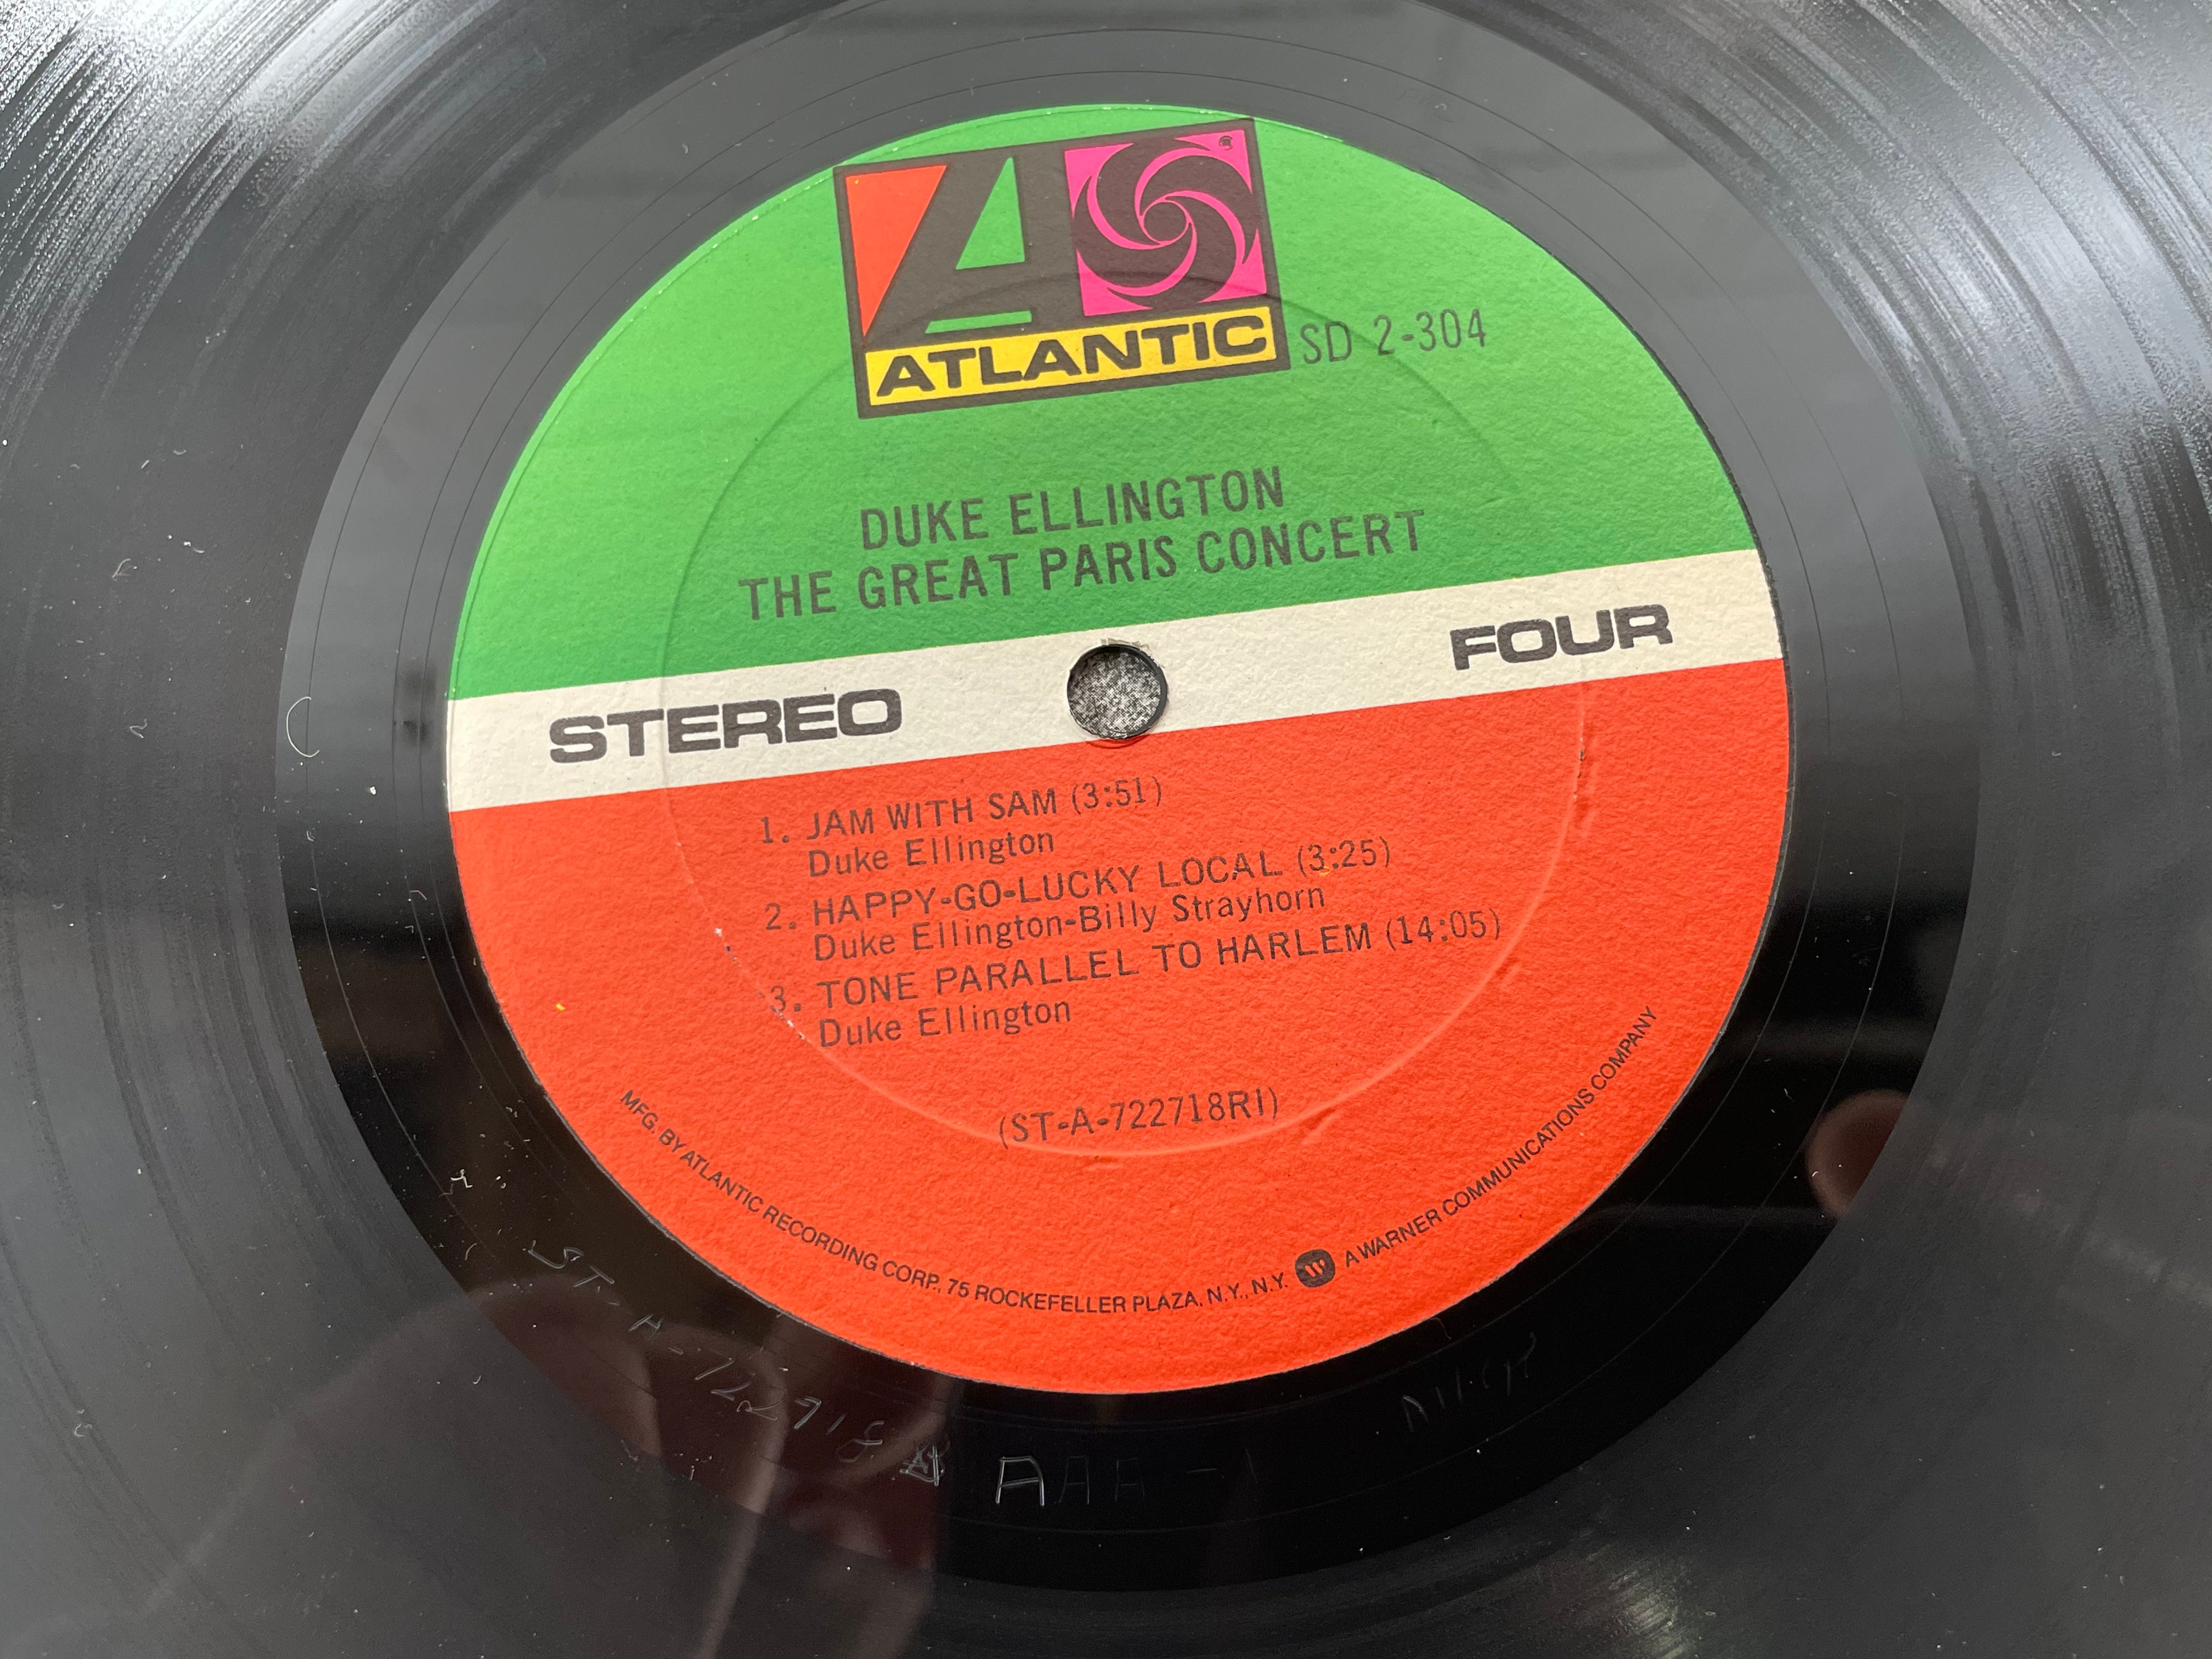 ATLANTIC
SD 2-304
DUKE ELLINGTON
THE GREAT PARIS CONCERT
STEREO
FOUR
1. JAM WITH SAM (3:51)
Duke Ellington
2. HAPPY-GO-LUCKY LOCAL (3:25)
Duke Ellington-Billy Strayhorn
3. TONE PARALLEL TO HARLEM (14:05)
Duke Ellington
(ST-A-722718RI)
MFG. BY ATLANTIC RECORDING CORP., 75 ROCKEFELLER PLAZA, N.Y., N.Y. W A WARNER COMMUNICATIONS COMPANY
ST-A-722718